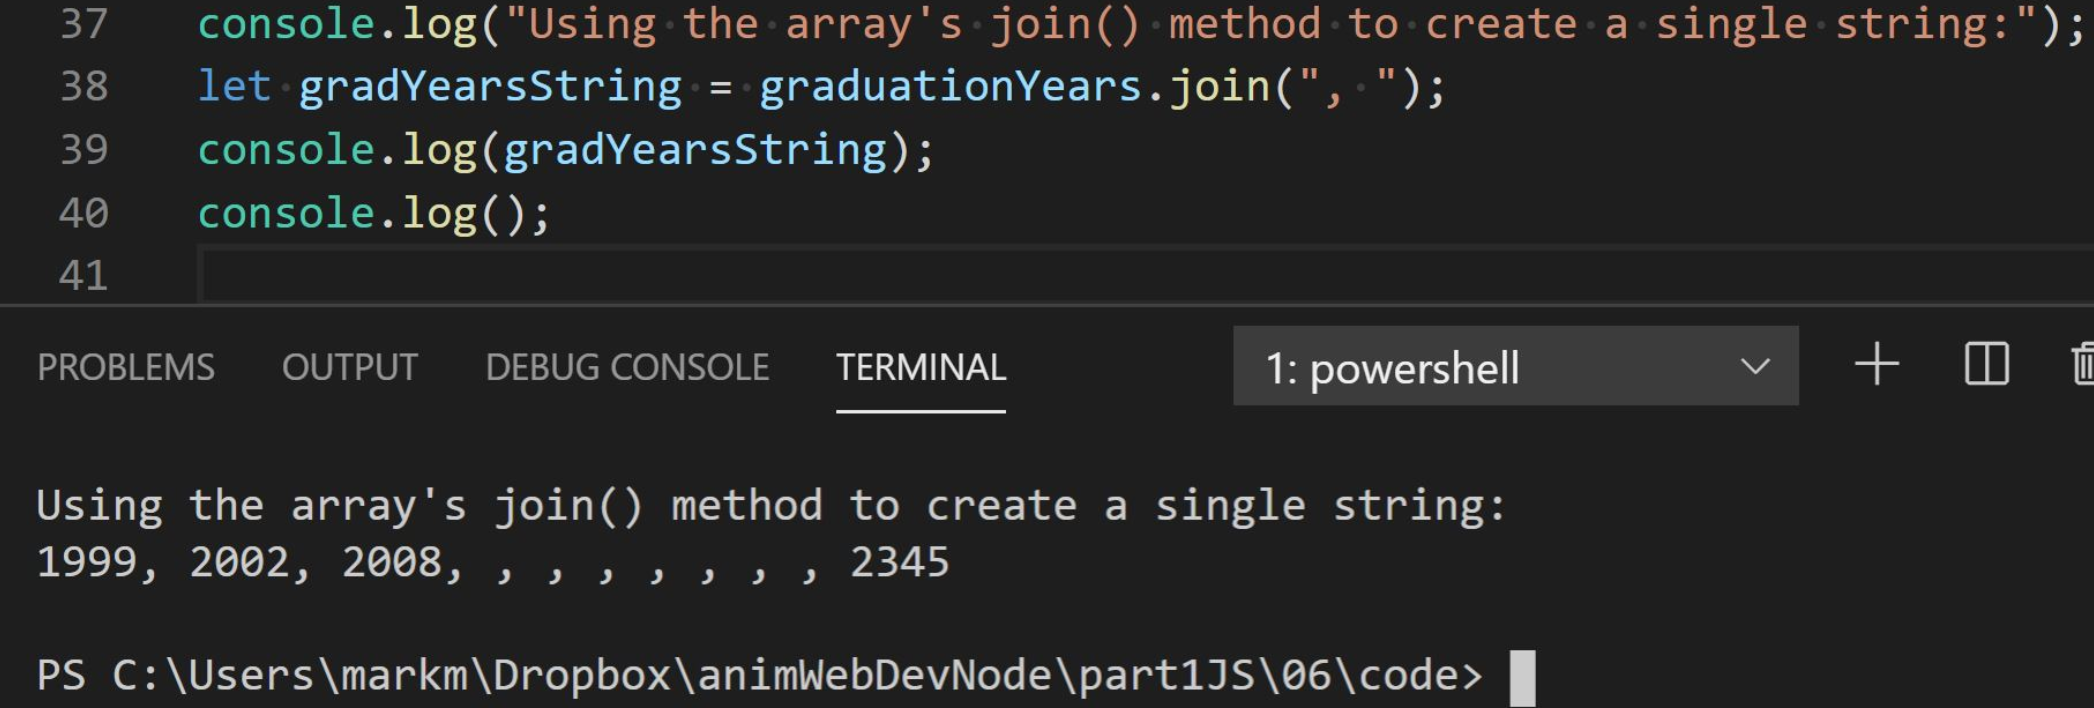 37 console.log("Using the array's join() method to create a single string:");
38 let gradYearsString = graduationYears.join(", ");
39 console.log(gradYearsString);
40 console.log();
41
PROBLEMS OUTPUT DEBUG CONSOLE TERMINAL 1: powershell
Using the array's join() method to create a single string:
1999, 2002, 2008, , , , , , , , 2345
PS C:\Users\markm\Dropbox\animWebDevNode\part1JS\06\code>